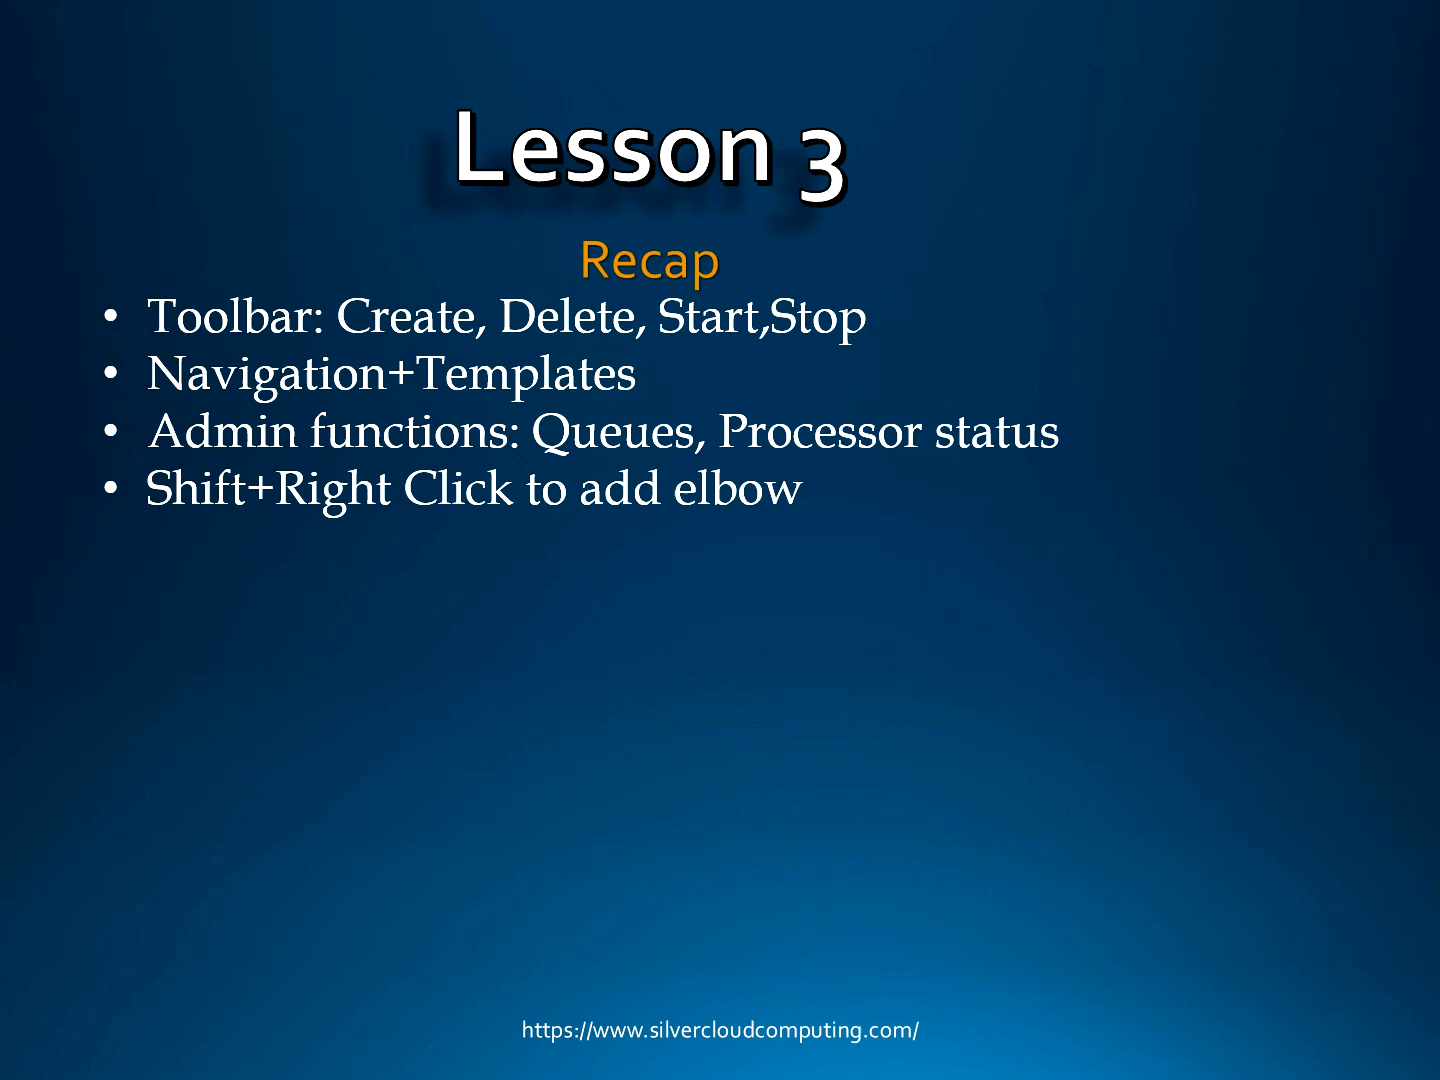 Lesson 3
Recap
• Toolbar: Create, Delete, Start,Stop
• Navigation+Templates
• Admin functions: Queues, Processor status
• Shift+Right Click to add elbow
https://www.silvercloudcomputing.com/